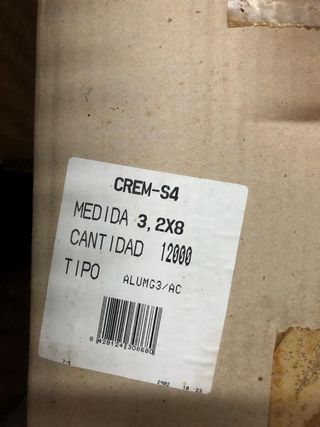 CREM-S4
MEDIDA 3,2X8
CANTIDAD 12000
TIPO ALUMG3/AC